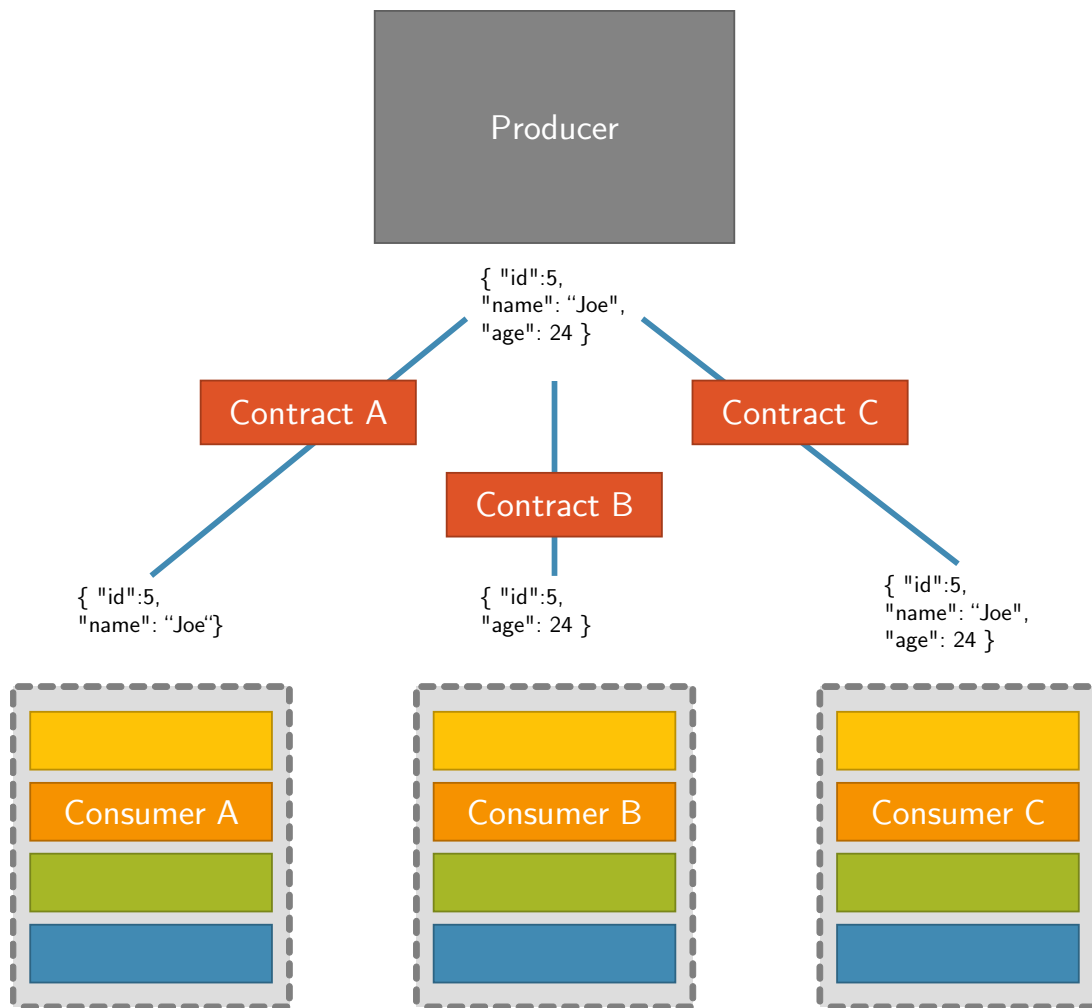 Producer
{ "id":5,
"name": “Joe",
"age": 24 }
Contract A
Contract C
Contract B
{ "id":5,
"name": “Joe“}
{ "id":5,
"age": 24 }
{ "id":5,
"name": “Joe",
"age": 24 }
Consumer A
Consumer B
Consumer C